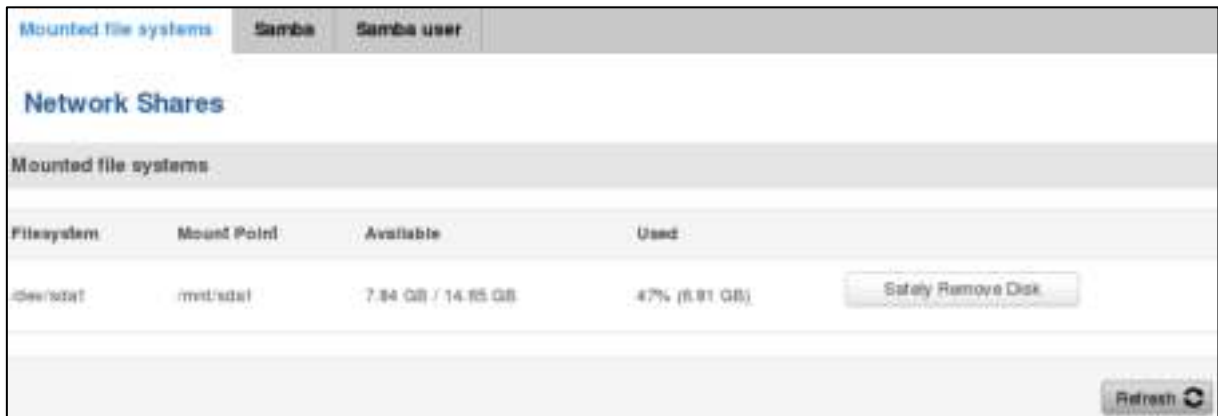 Mounted file systems Samba Samba user
Network Shares
Mounted file systems
Filesystem Mount Point Available Used
/dev/sda1 /mnt/sda1 7.84 GB / 14.65 GB 47% (6.81 GB) Safely Remove Disk
Refresh